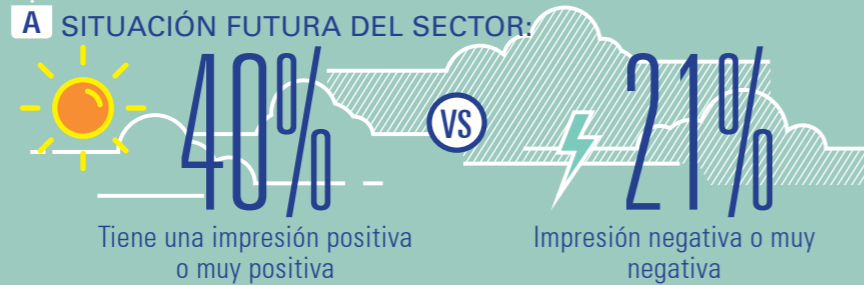 A SITUACIÓN FUTURA DEL SECTOR:
40% VS 21%
Tiene una impresión positiva
o muy positiva
Impresión negativa o muy
negativa